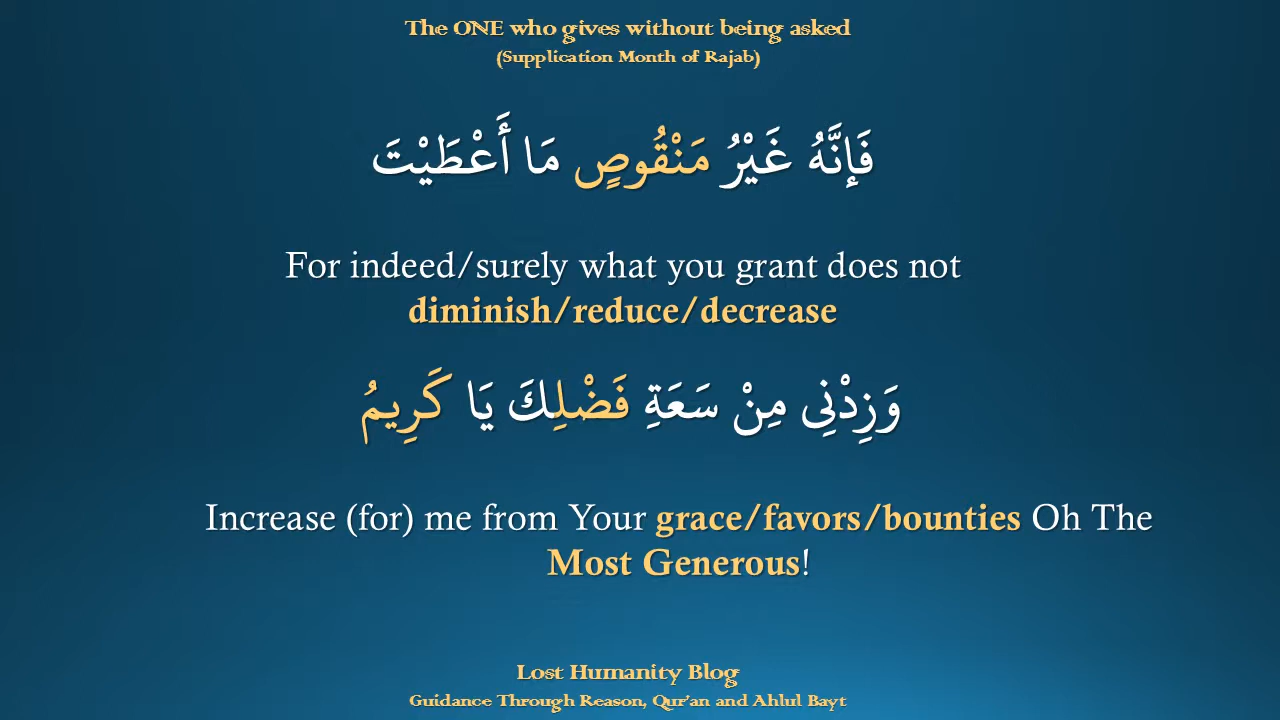 The ONE who gives without being asked
(Supplication Month of Rajab)
فَإِنَّهُ غَيْرُ مَنْقُوصٍ مَا أَعْطَيْتَ
For indeed/surely what you grant does not
diminish/reduce/decrease
وَزِدْنِى مِنْ سَعَةِ فَضْلِكَ يَا كَرِيمُ
Increase (for) me from Your grace/favors/bounties Oh The
Most Generous!
Lost Humanity Blog
Guidance Through Reason, Qur'an and Ahlul Bayt